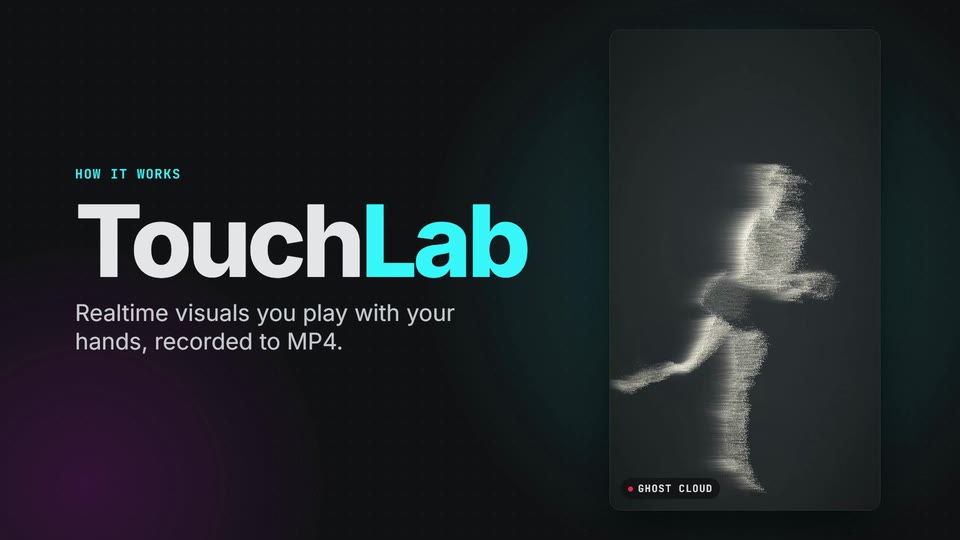 HOW IT WORKS
TouchLab
Realtime visuals you play with your
hands, recorded to MP4.
GHOST CLOUD